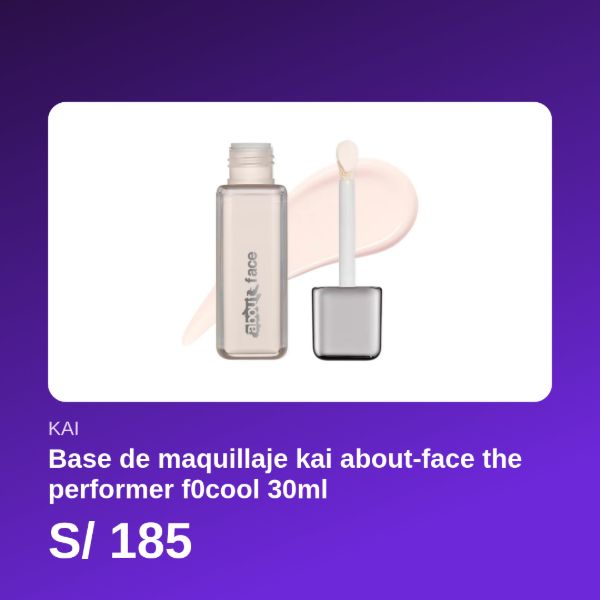 about face
KAI
Base de maquillaje kai about-face the
performer f0cool 30ml
S/ 185